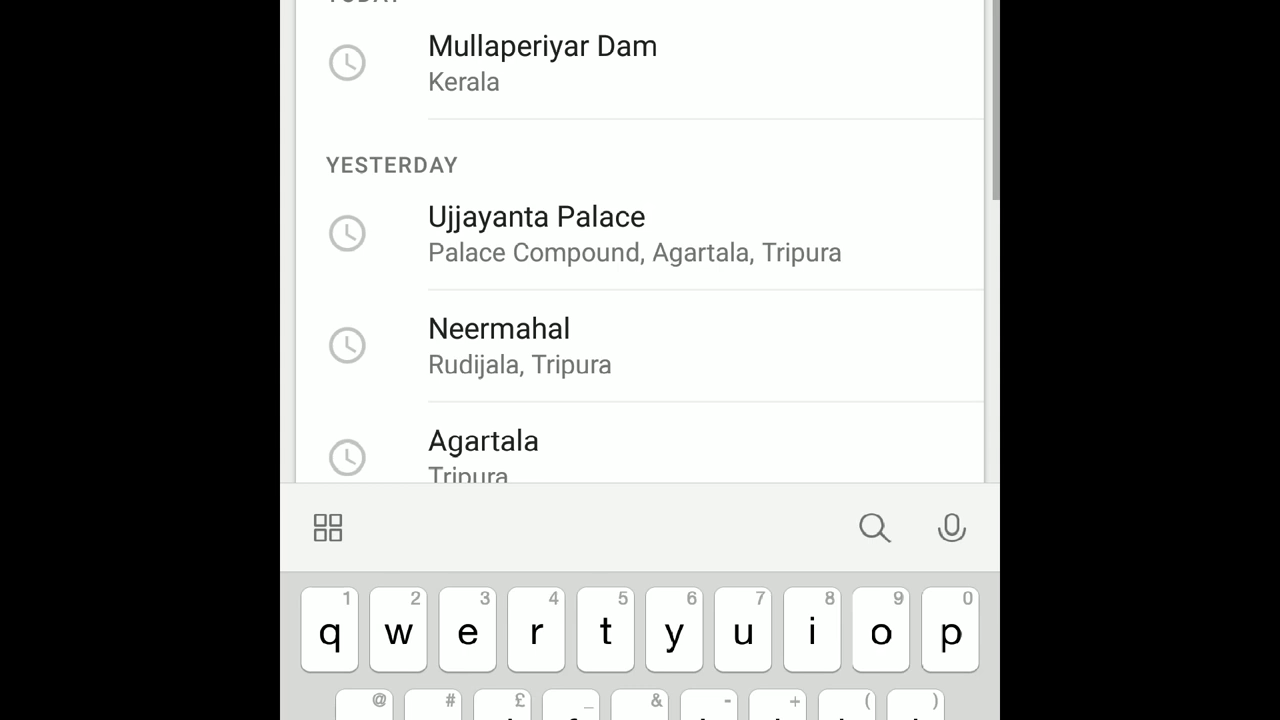 TODAY
Mullaperiyar Dam
Kerala
YESTERDAY
Ujjayanta Palace
Palace Compound, Agartala, Tripura
Neermahal
Rudijala, Tripura
Agartala
Tripura
1 2 3 4 5 6 7 8 9 0
q w e r t y u i o p
@ # £ _ & - + ( )